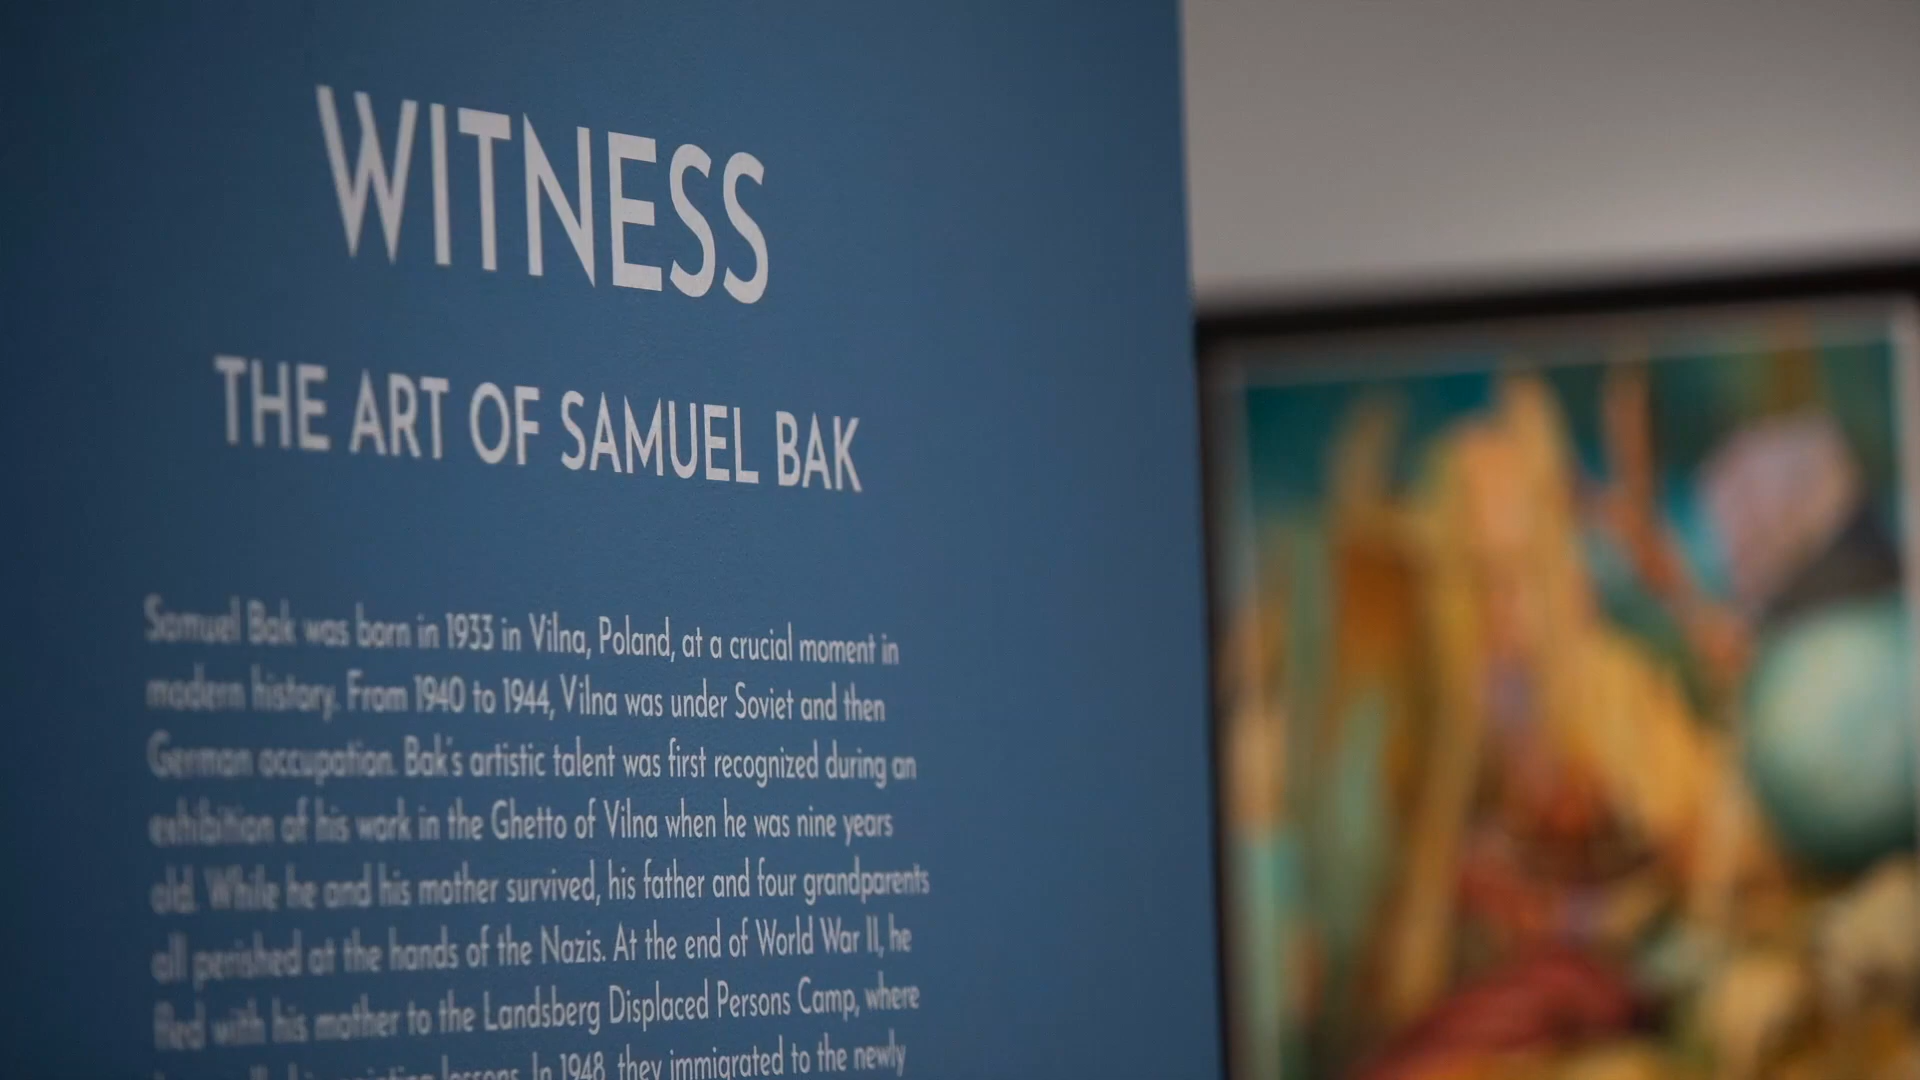 WITNESS
THE ART OF SAMUEL BAK
Samuel Bak was born in 1933 in Vilna, Poland, at a crucial moment in
modern history. From 1940 to 1944, Vilna was under Soviet and then
German occupation. Bak's artistic talent was first recognized during an
exhibition of his work in the Ghetto of Vilna when he was nine years
old. While he and his mother survived, his father and four grandparents
all perished at the hands of the Nazis. At the end of World War II, he
fled with his mother to the Landsberg Displaced Persons Camp, where
painting lessons. In 1948, they immigrated to the newly